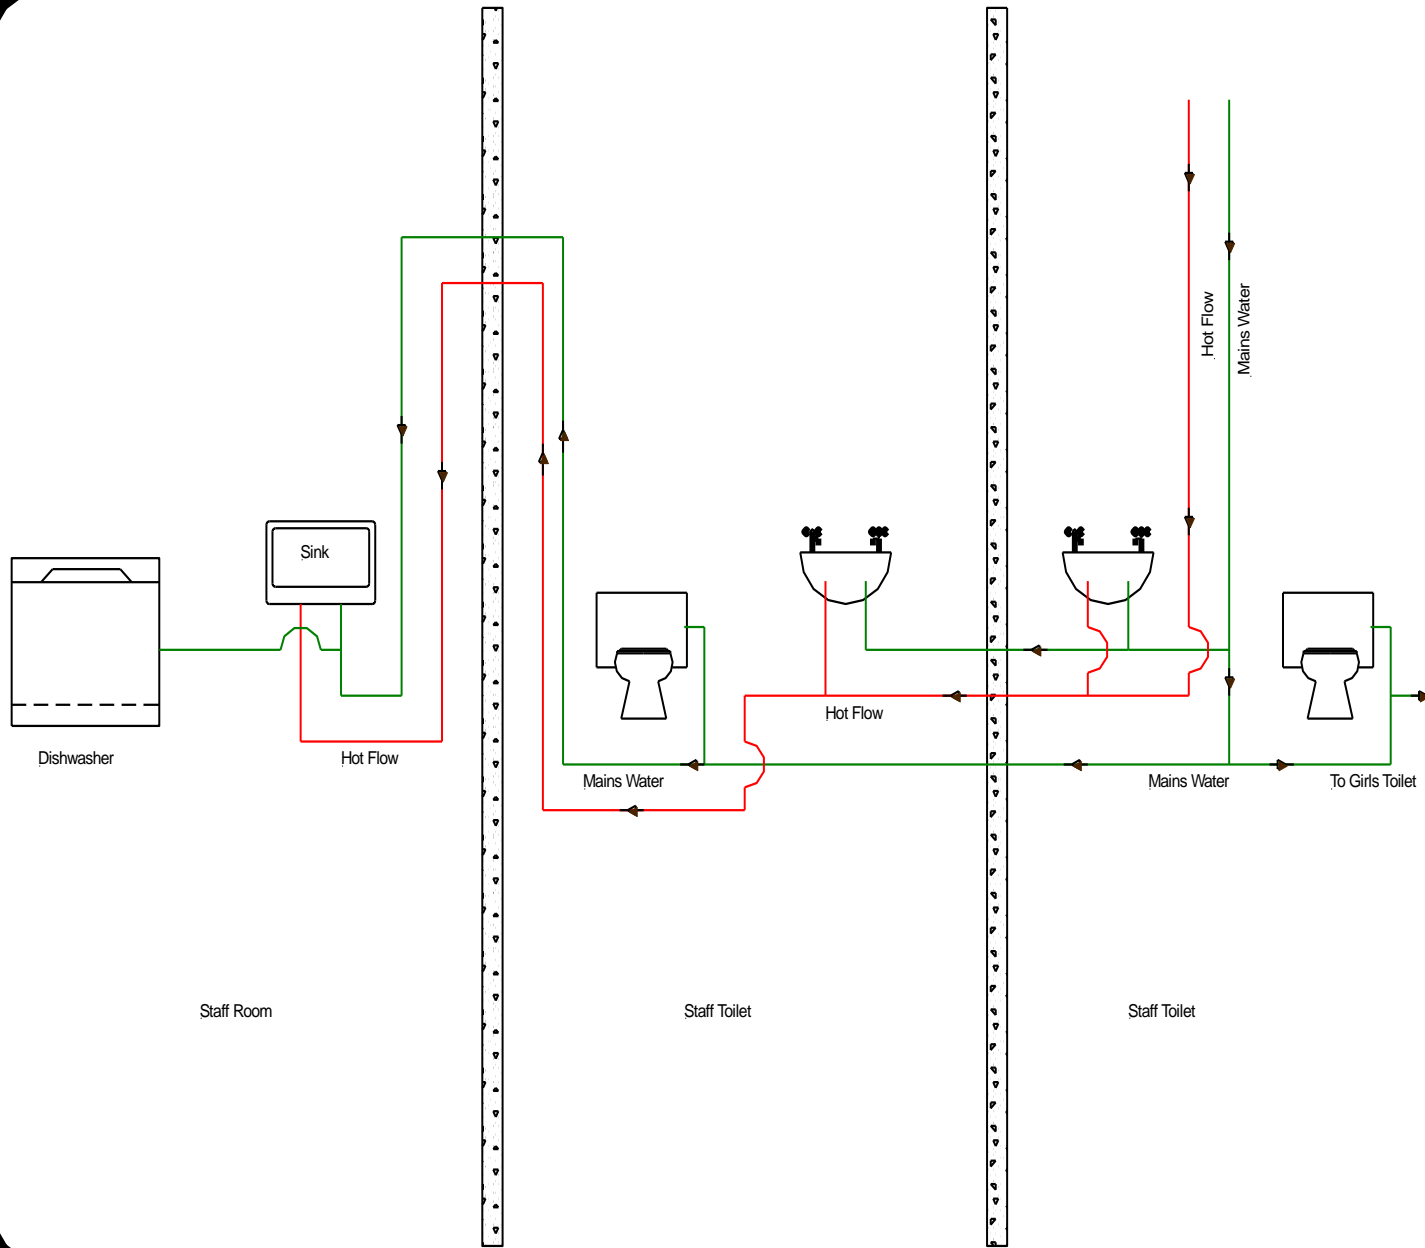 Hot Flow
Mains Water
Sink
Hot Flow
Dishwasher
Hot Flow
Mains Water
Mains Water
To Girls Toilet
Staff Room
Staff Toilet
Staff Toilet